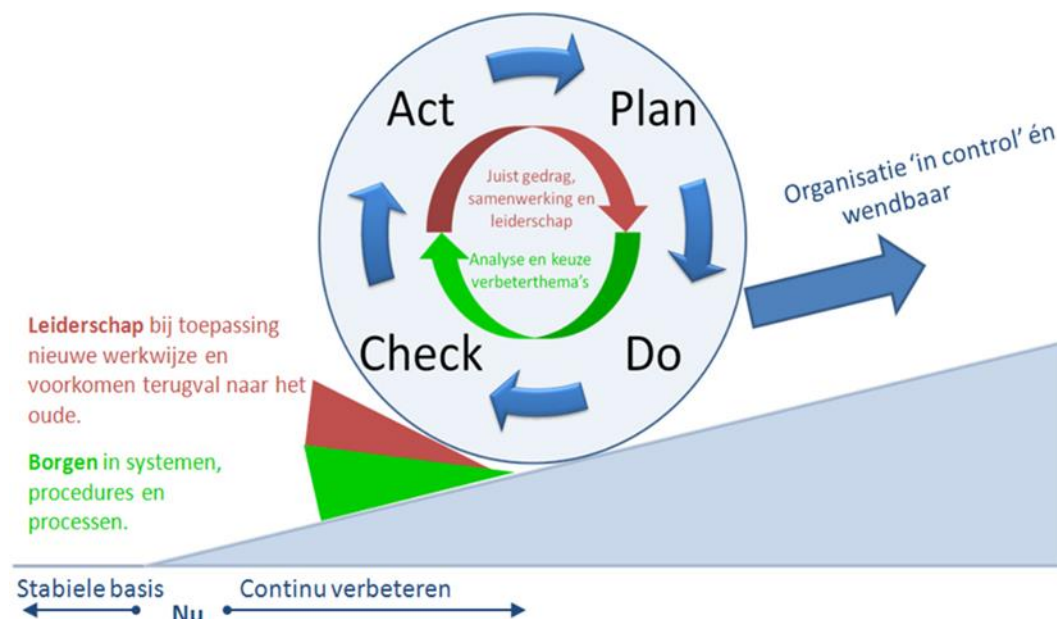 Act
Plan
Juist gedrag,
samenwerking en
leiderschap
Analyse en keuze
verbeterthema's
Check
Do
Organisatie 'in control' én
wendbaar
Leiderschap bij toepassing
nieuwe werkwijze en
voorkomen terugval naar het
oude.
Borgen in systemen,
procedures en
processen.
Stabiele basis
Nu
Continu verbeteren